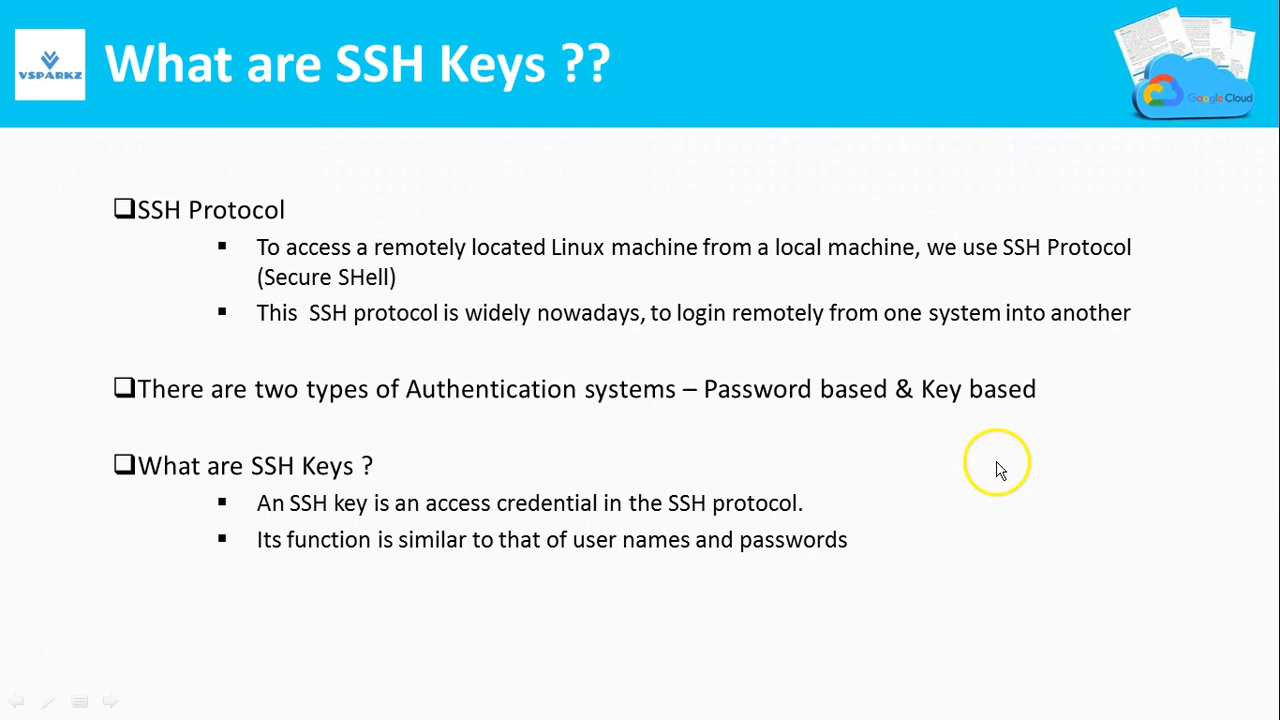 VSPARKZ
What are SSH Keys ??
Google Cloud
SSH Protocol
To access a remotely located Linux machine from a local machine, we use SSH Protocol
(Secure SHell)
This SSH protocol is widely nowadays, to login remotely from one system into another
There are two types of Authentication systems – Password based & Key based
What are SSH Keys ?
An SSH key is an access credential in the SSH protocol.
Its function is similar to that of user names and passwords